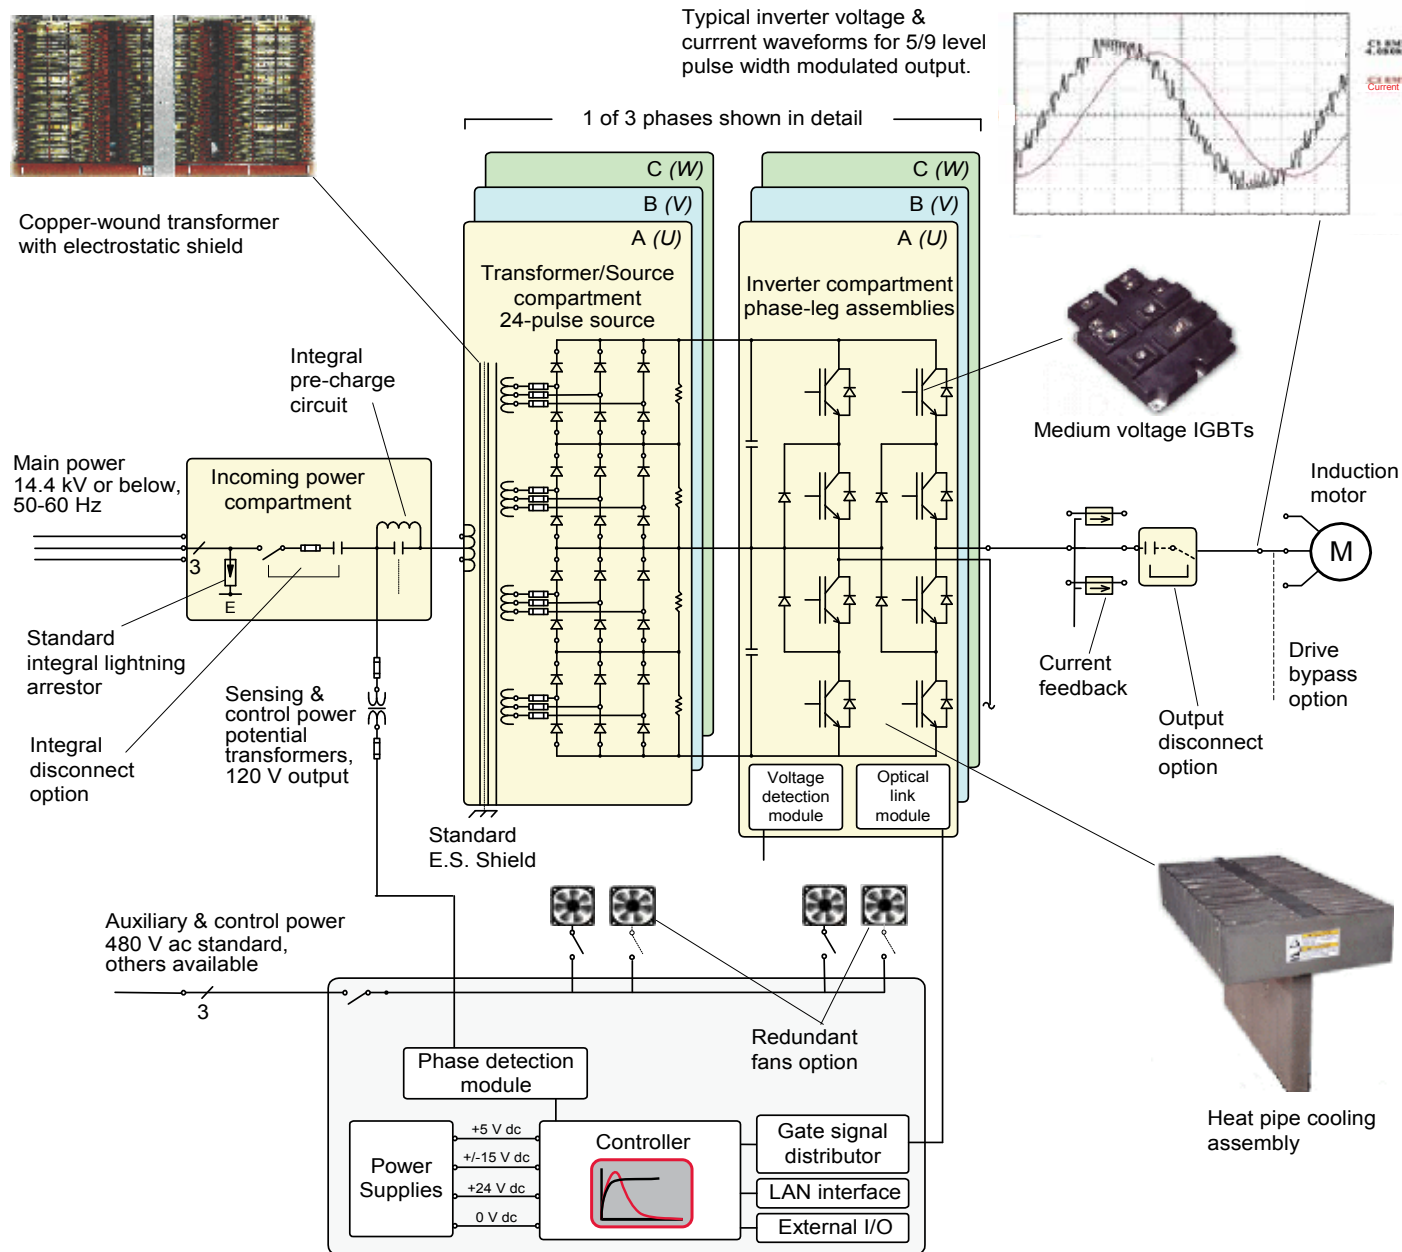 Typical inverter voltage &
currrent waveforms for 5/9 level
pulse width modulated output.
Current
1 of 3 phases shown in detail
C (W)
B (V)
A (U)
C (W)
B (V)
A (U)
Copper-wound transformer
with electrostatic shield
Transformer/Source
compartment
24-pulse source
Inverter compartment
phase-leg assemblies
Integral
pre-charge
circuit
Medium voltage IGBTs
Main power
14.4 kV or below,
50-60 Hz
Incoming power
compartment
3
E
Induction
motor
M
Standard
integral lightning
arrestor
Integral
disconnect
option
Sensing &
control power
potential
transformers,
120 V output
Current
feedback
Output
disconnect
option
Drive
bypass
option
Voltage
detection
module
Optical
link
module
Standard
E.S. Shield
Auxiliary & control power
480 V ac standard,
others available
3
Redundant
fans option
Phase detection
module
Heat pipe cooling
assembly
Power
Supplies
+5 V dc
+/-15 V dc
+24 V dc
0 V dc
Controller
Gate signal
distributor
LAN interface
External I/O